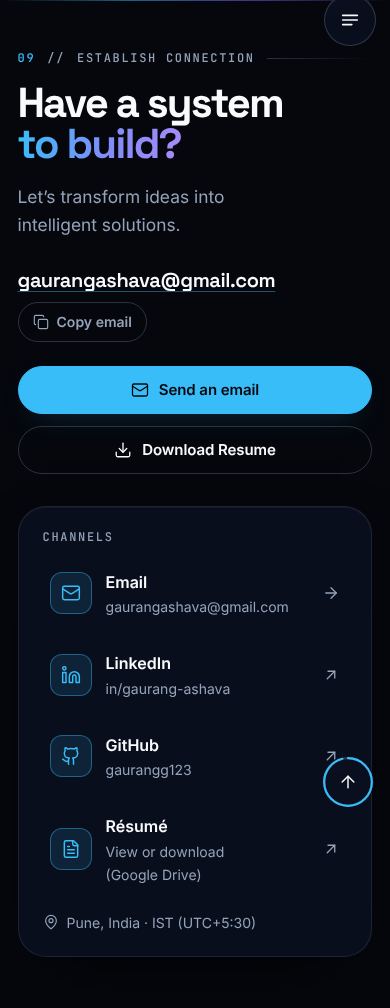 09 // ESTABLISH CONNECTION
Have a system
to build?
Let’s transform ideas into
intelligent solutions.
gaurangashava@gmail.com
Copy email
Send an email
Download Resume
CHANNELS
Email
gaurangashava@gmail.com
LinkedIn
in/gaurang-ashava
GitHub
gaurangg123
Résumé
View or download
(Google Drive)
Pune, India · IST (UTC+5:30)